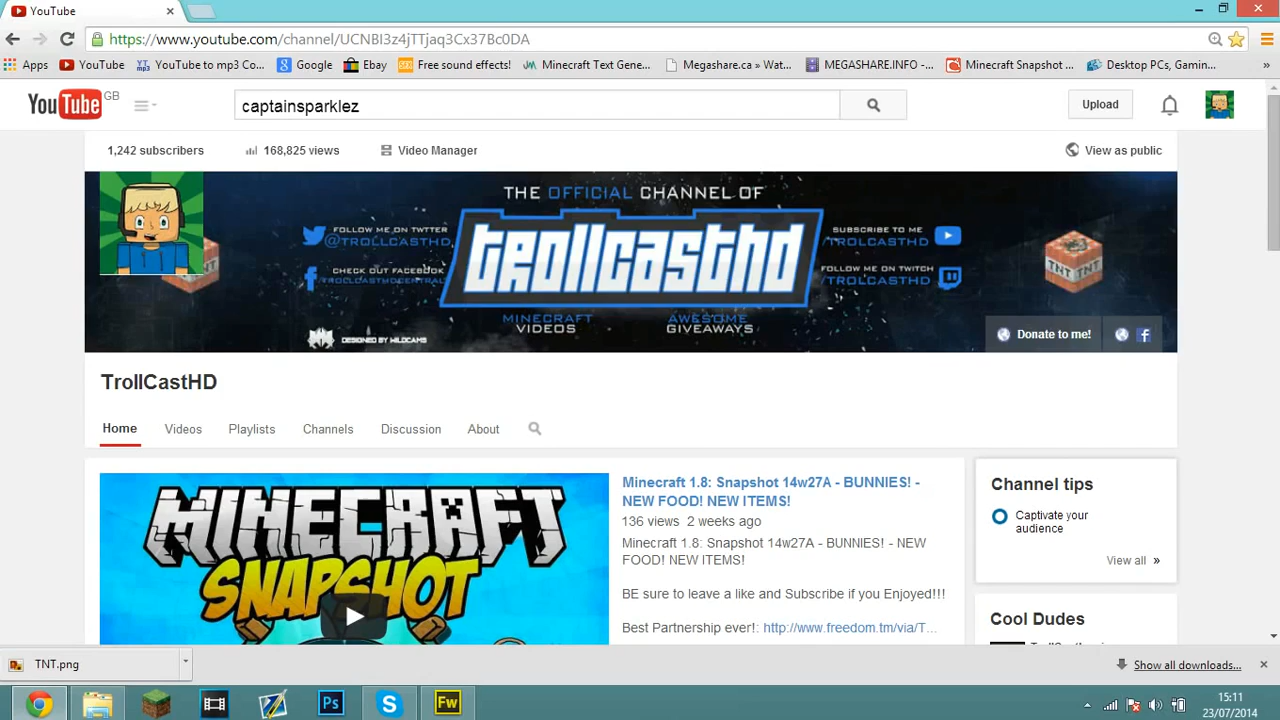 YouTube
https://www.youtube.com/channel/UCNBI3z4jTTjaq3Cx37Bc0DA
Apps YouTube YouTube to mp3 Co... Google Ebay Free sound effects! Minecraft Text Gene... Megashare.ca » Wat... MEGASHARE.INFO -... Minecraft Snapshot ... Desktop PCs, Gamin... »
YouTube GB captainsparklez Upload
1,242 subscribers 168,825 views Video Manager View as public
THE OFFICIAL CHANNEL OF
trollcasthd
FOLLOW ME ON TWTTER
@TROLLCASTHD
CHECK OUT FACEBOOK
/TROLLCASTHDCENTRAL
SUBSCRIBE TO ME
TROLCASTHD
FOLLOW ME ON TWITCH
/TROLCASTHD
TNT TNT
MINECRAFT
VIDEOS
AWESOME
GIVEAWAYS
DESIGNED BY WILDCAMS
Donate to me!
TrollCastHD
Home Videos Playlists Channels Discussion About
MINECRAFT
SNAPSHOT
Minecraft 1.8: Snapshot 14w27A - BUNNIES! -
NEW FOOD! NEW ITEMS!
136 views 2 weeks ago
Minecraft 1.8: Snapshot 14w27A - BUNNIES! - NEW
FOOD! NEW ITEMS!
BE sure to leave a like and Subscribe if you Enjoyed!!!
Best Partnership ever!: http://www.freedom.tm/via/T...
Channel tips
Captivate your
audience
View all »
Cool Dudes
TNT.png
Show all downloads...
Ps
Fw
15:11
23/07/2014